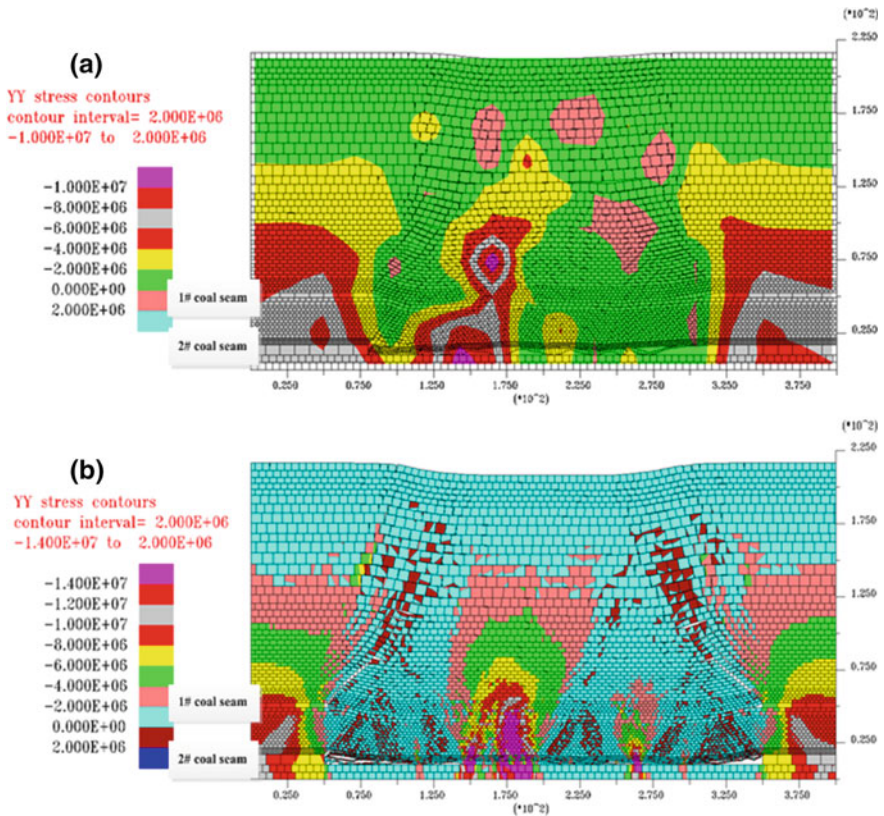 (a)
YY stress contours
contour interval= 2.000E+06
-1.000E+07 to 2.000E+06
-1.000E+07
-8.000E+06
-6.000E+06
-4.000E+06
-2.000E+06
0.000E+00
2.000E+06
1# coal seam
2# coal seam
(*10^2)
2.250
1.750
1.250
0.750
0.250
0.250 0.750 1.250 1.750 2.250 2.750 3.250 3.750
(*10^2)
(b)
YY stress contours
contour interval= 2.000E+06
-1.400E+07 to 2.000E+06
-1.400E+07
-1.200E+07
-1.000E+07
-8.000E+06
-6.000E+06
-4.000E+06
-2.000E+06
0.000E+00
2.000E+06
1# coal seam
2# coal seam
(*10^2)
2.250
1.750
1.250
0.750
0.250
0.250 0.750 1.250 1.750 2.250 2.750 3.250 3.750
(*10^2)